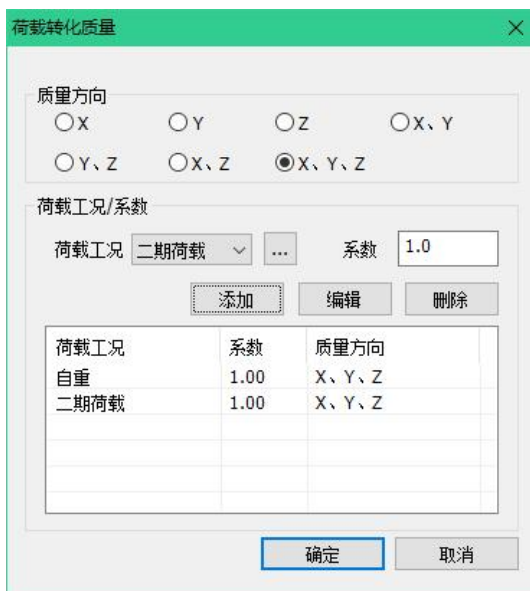 荷载转化质量
质量方向
X Y Z X、Y
Y、Z X、Z X、Y、Z
荷载工况/系数
荷载工况 二期荷载 ... 系数 1.0
添加 编辑 删除
荷载工况 系数 质量方向
自重 1.00 X、Y、Z
二期荷载 1.00 X、Y、Z
确定 取消